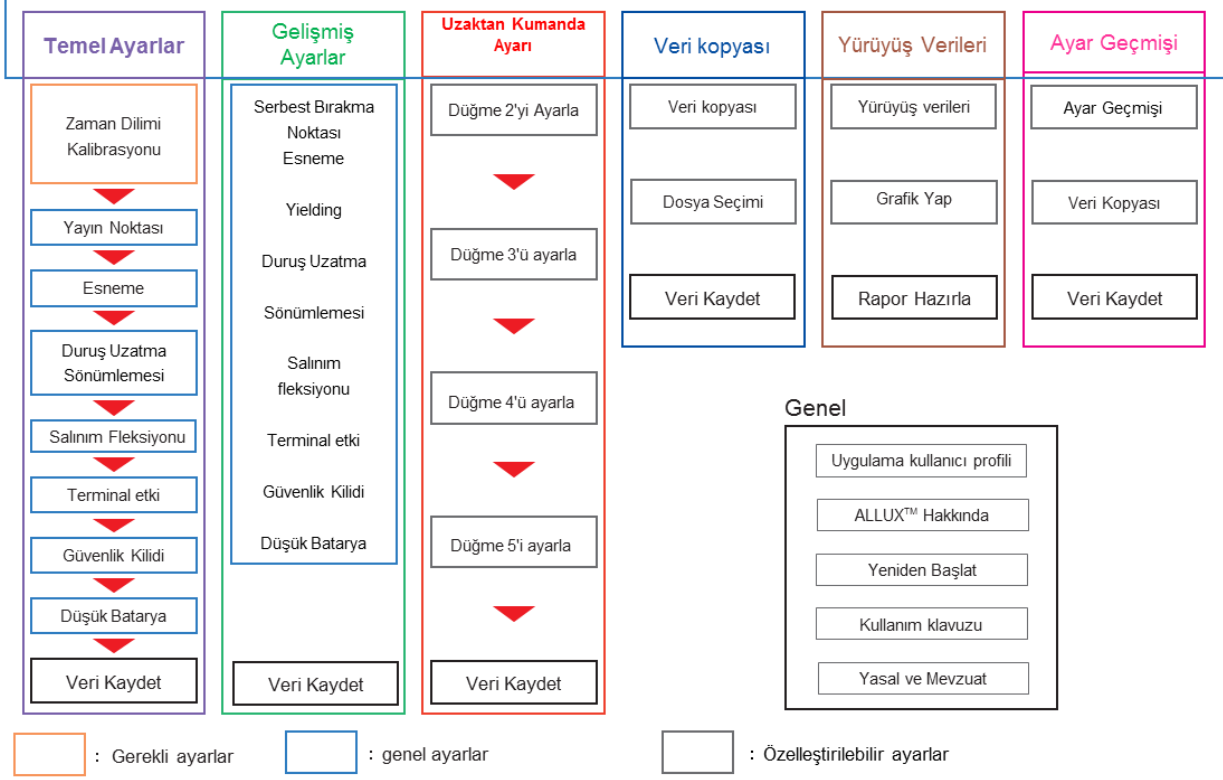 Temel Ayarlar
Zaman Dilimi
Kalibrasyonu
Yayın Noktası
Esneme
Duruş Uzatma
Sönümlemesi
Salınım Fleksiyonu
Terminal etki
Güvenlik Kilidi
Düşük Batarya
Veri Kaydet
Gelişmiş
Ayarlar
Serbest Bırakma
Noktası
Esneme
Yielding
Duruş Uzatma
Sönümlemesi
Salınım
fleksiyonu
Terminal etki
Güvenlik Kilidi
Düşük Batarya
Veri Kaydet
Uzaktan Kumanda
Ayarı
Düğme 2'yi Ayarla
Düğme 3'ü ayarla
Düğme 4'ü ayarla
Düğme 5'i ayarla
Veri Kaydet
Veri kopyası
Veri kopyası
Dosya Seçimi
Veri Kaydet
Yürüyüş Verileri
Yürüyüş verileri
Grafik Yap
Rapor Hazırla
Ayar Geçmişi
Ayar Geçmişi
Veri Kopyası
Veri Kaydet
Genel
Uygulama kullanıcı profili
ALLUX™ Hakkında
Yeniden Başlat
Kullanım klavuzu
Yasal ve Mevzuat
: Gerekli ayarlar
: genel ayarlar
: Özelleştirilebilir ayarlar